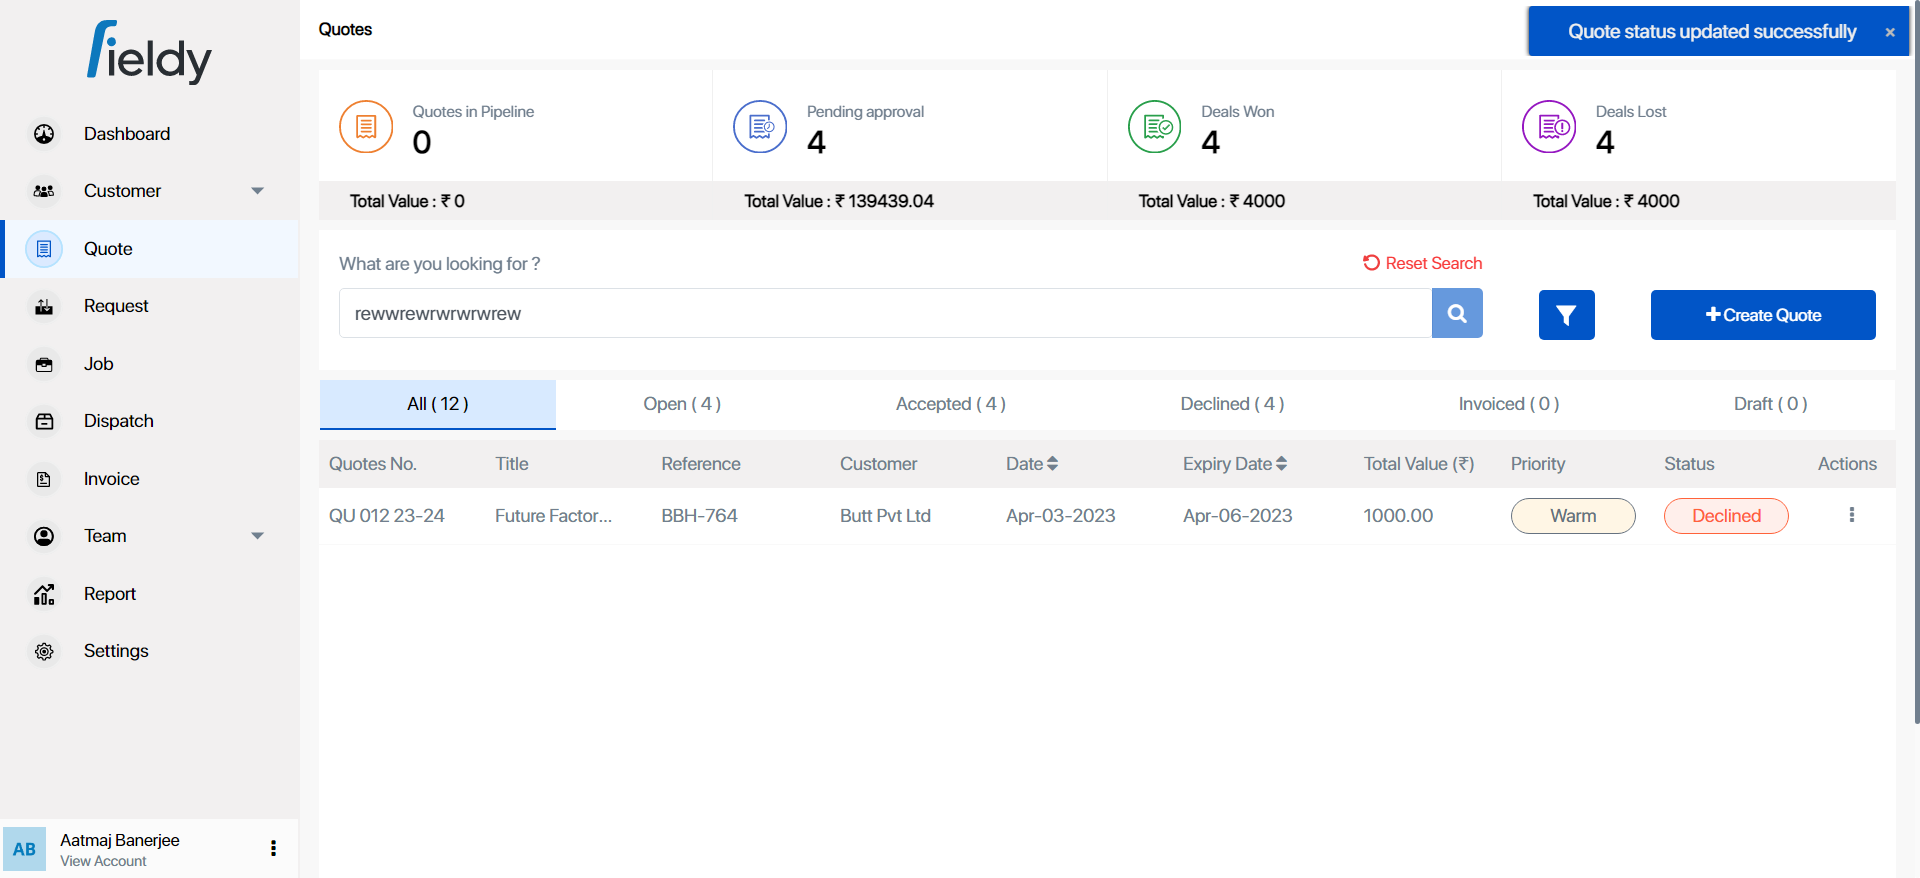 fieldy
Dashboard
Customer
Quote
Request
Job
Dispatch
Invoice
Team
Report
Settings
AB
Aatmaj Banerjee
View Account
Quotes
Quote status updated successfully ×
Quotes in Pipeline
0
Total Value : ₹ 0
Pending approval
4
Total Value : ₹ 139439.04
Deals Won
4
Total Value : ₹ 4000
Deals Lost
4
Total Value : ₹ 4000
What are you looking for ?
Reset Search
rewwrewrwrwrwrew
Create Quote
All ( 12 ) Open ( 4 ) Accepted ( 4 ) Declined ( 4 ) Invoiced ( 0 ) Draft ( 0 )
Quotes No. Title Reference Customer Date Expiry Date Total Value (₹) Priority Status Actions
QU 012 23-24 Future Factor... BBH-764 Butt Pvt Ltd Apr-03-2023 Apr-06-2023 1000.00 Warm Declined